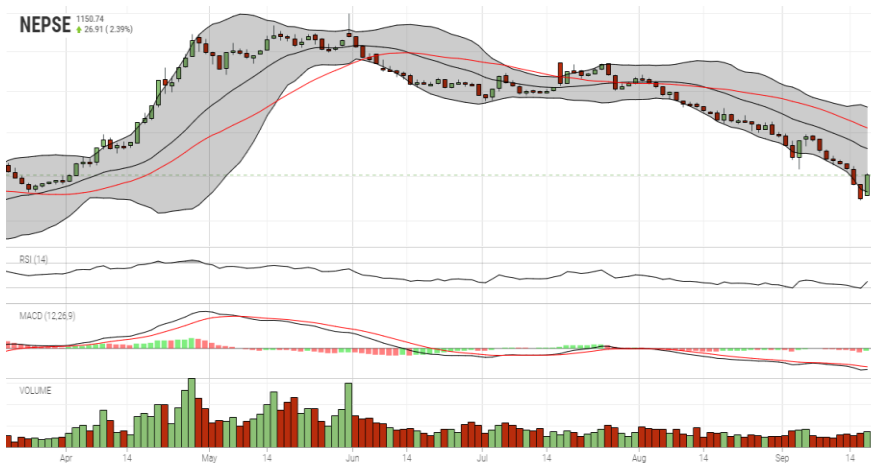 NEPSE
1150.74
26.91 ( 2.39%)
RSI (14)
MACD (12,26,9)
VOLUME
Apr 14 May 14 Jun 14 Jul 14 Aug 14 Sep 14